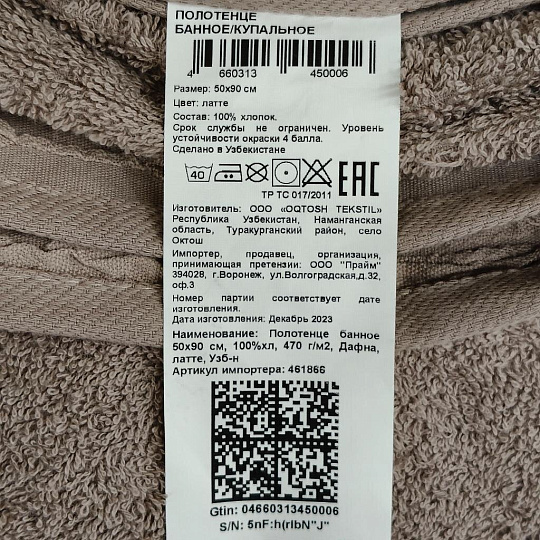 ПОЛОТЕНЦЕ
БАННОЕ/КУПАЛЬНОЕ
4 660313 450006
Размер: 50х90 см
Цвет: латте
Состав: 100% хлопок.
Срок службы не ограничен. Уровень
устойчивости окраски 4 балла.
Сделано в Узбекистане
40
EAC
ТР ТС 017/2011
Изготовитель: ООО «OQTOSH TEKSTIL»
Республика Узбекистан, Наманганская
область, Туракурганский район, село
Октош
Импортер, продавец, организация,
принимающая претензии: ООО "Прайм"
394028, г.Воронеж, ул.Волгоградская,д.32,
оф.3
Номер партии соответствует дате
изготовления.
Дата изготовления: Декабрь 2023
Наименование: Полотенце банное
50х90 см, 100%хл, 470 г/м2, Дафна,
латте, Узб-н
Артикул импортера: 461866
Gtin: 04660313450006
S/N: 5nF:h(rIbN"J"